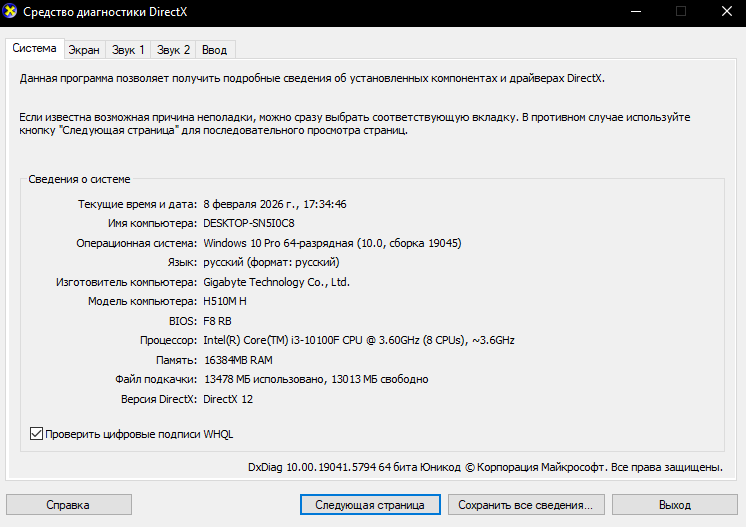 Средство диагностики DirectX
Система Экран Звук 1 Звук 2 Ввод
Данная программа позволяет получить подробные сведения об установленных компонентах и драйверах DirectX.
Если известна возможная причина неполадки, можно сразу выбрать соответствующую вкладку. В противном случае используйте
кнопку "Следующая страница" для последовательного просмотра страниц.
Сведения о системе
Текущие время и дата: 8 февраля 2026 г., 17:34:46
Имя компьютера: DESKTOP-SN5I0C8
Операционная система: Windows 10 Pro 64-разрядная (10.0, сборка 19045)
Язык: русский (формат: русский)
Изготовитель компьютера: Gigabyte Technology Co., Ltd.
Модель компьютера: H510M H
BIOS: F8 RB
Процессор: Intel(R) Core(TM) i3-10100F CPU @ 3.60GHz (8 CPUs), ~3.6GHz
Память: 16384MB RAM
Файл подкачки: 13478 МБ использовано, 13013 МБ свободно
Версия DirectX: DirectX 12
Проверить цифровые подписи WHQL
DxDiag 10.00.19041.5794 64 бита Юникод © Корпорация Майкрософт. Все права защищены.
Справка Следующая страница Сохранить все сведения... Выход